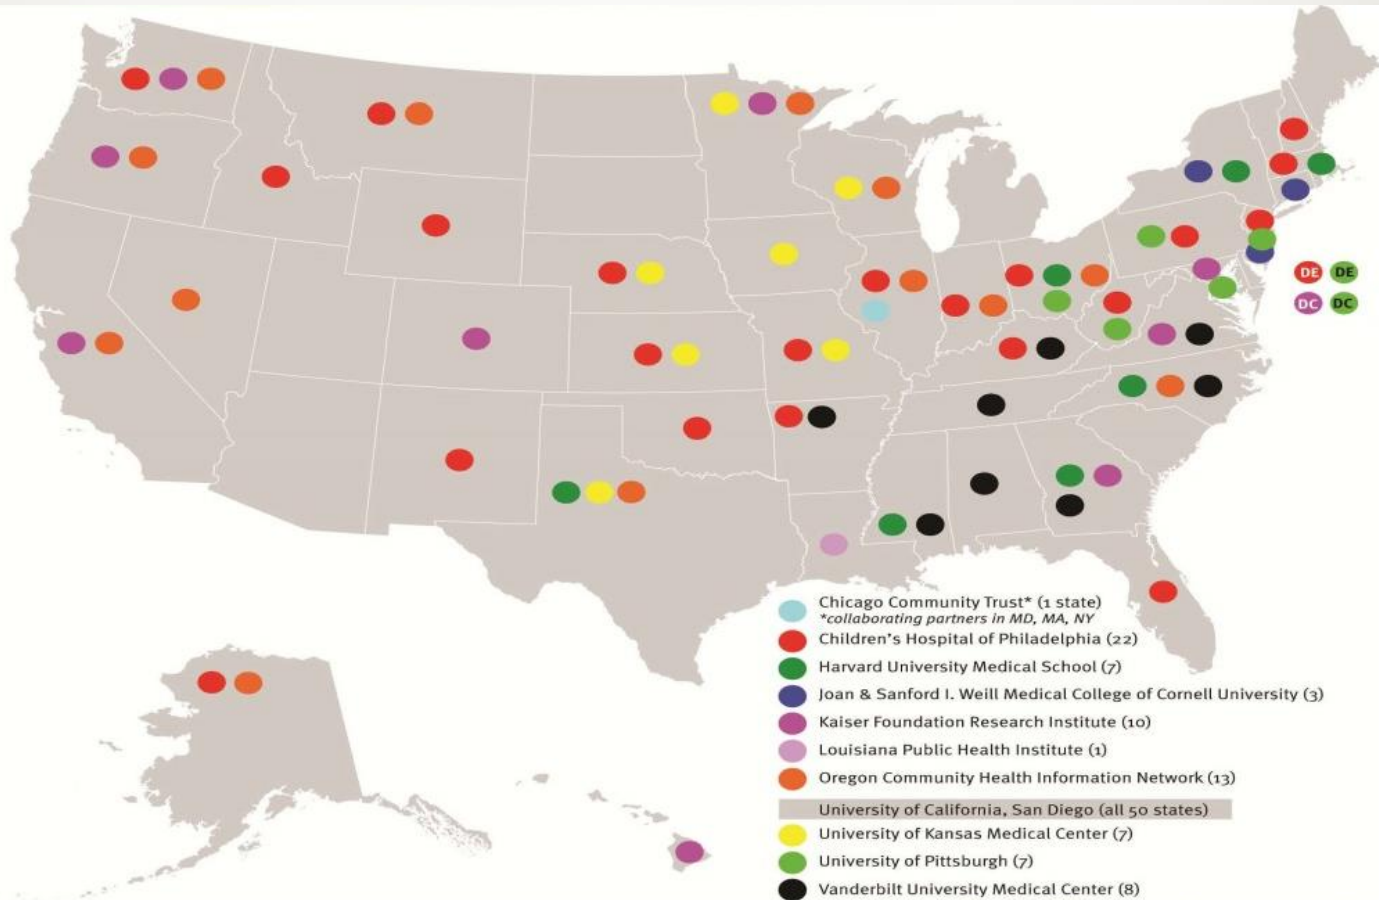 DE DE
DC DC
Chicago Community Trust* (1 state)
*collaborating partners in MD, MA, NY
Children's Hospital of Philadelphia (22)
Harvard University Medical School (7)
Joan & Sanford I. Weill Medical College of Cornell University (3)
Kaiser Foundation Research Institute (10)
Louisiana Public Health Institute (1)
Oregon Community Health Information Network (13)
University of California, San Diego (all 50 states)
University of Kansas Medical Center (7)
University of Pittsburgh (7)
Vanderbilt University Medical Center (8)